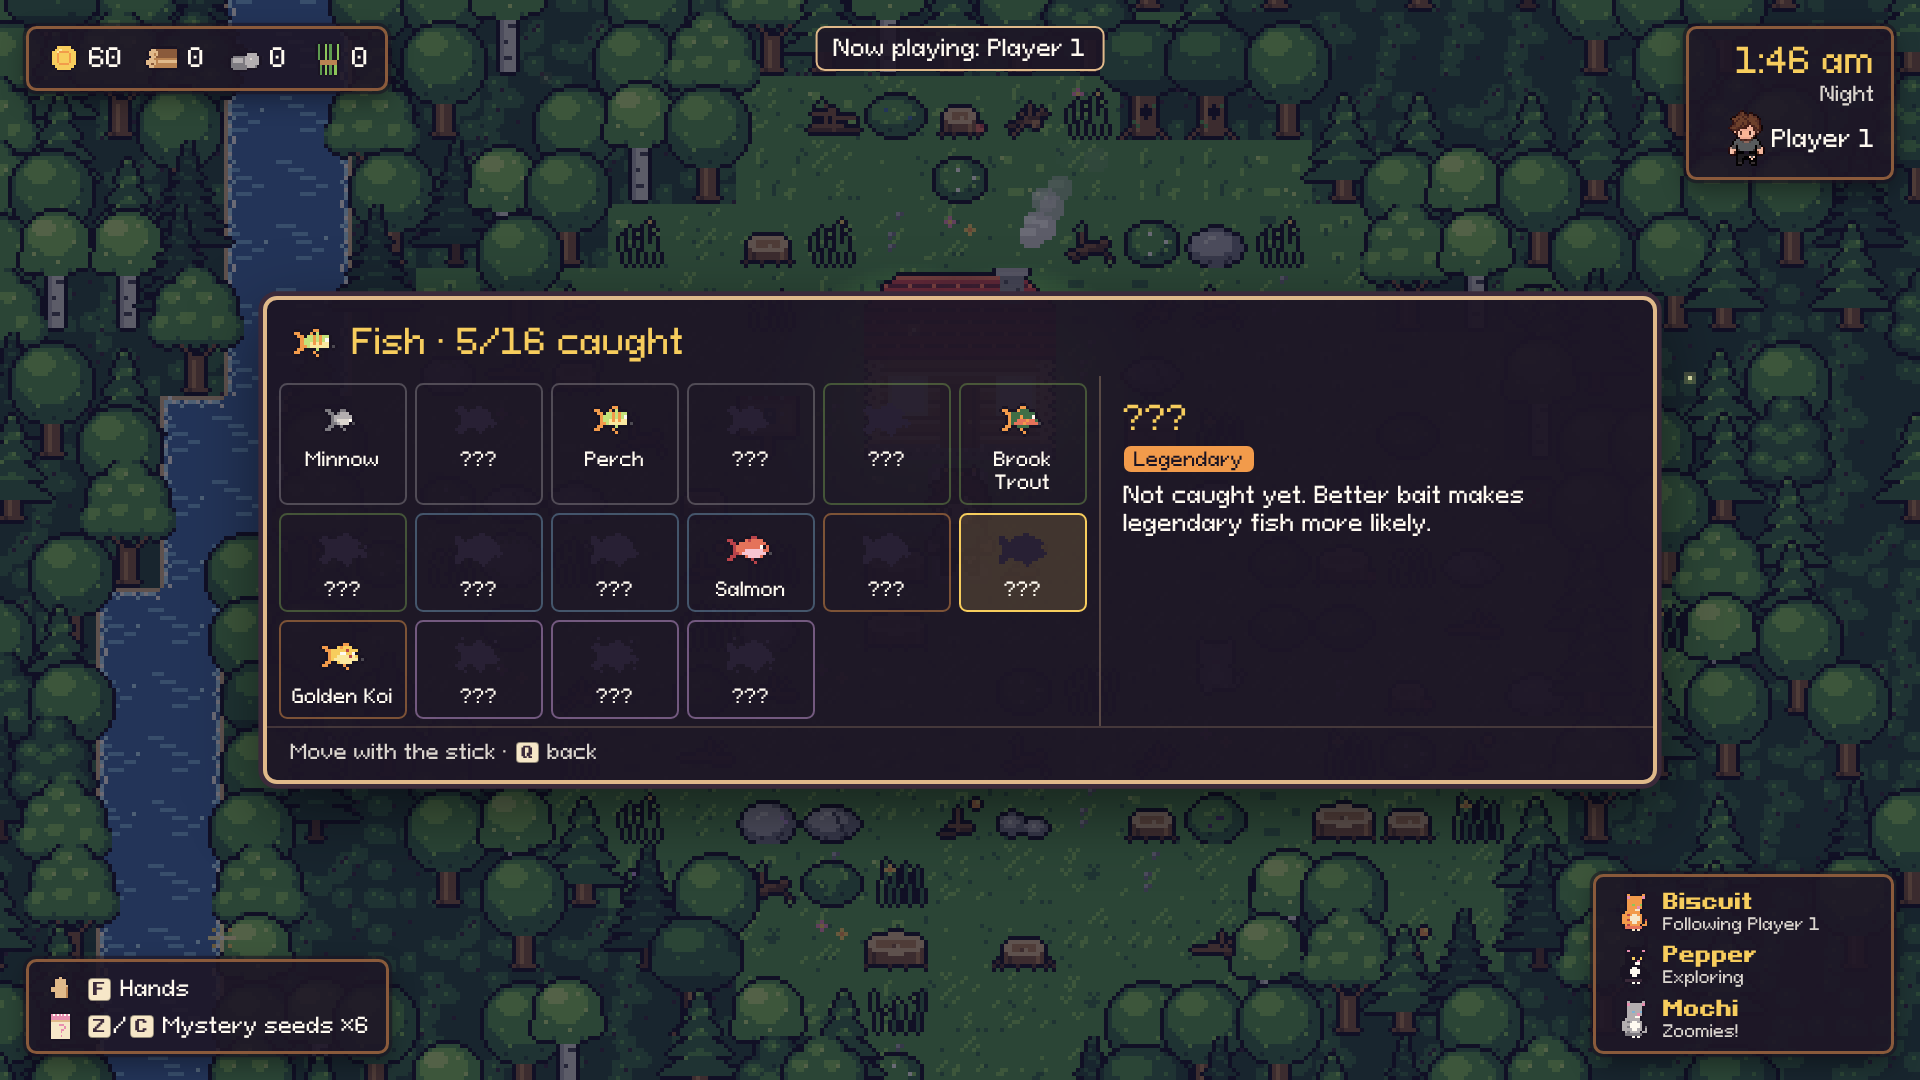 60 0 0 0
Now playing: Player 1
1:46 am
Night
Player 1
Fish · 5/16 caught
Minnow
???
Perch
???
???
Brook
Trout
???
???
???
Salmon
???
???
Golden Koi
???
???
???
???
Legendary
Not caught yet. Better bait makes
legendary fish more likely.
Move with the stick · Q back
F Hands
Z/C Mystery seeds ×6
Biscuit
Following Player 1
Pepper
Exploring
Mochi
Zoomies!